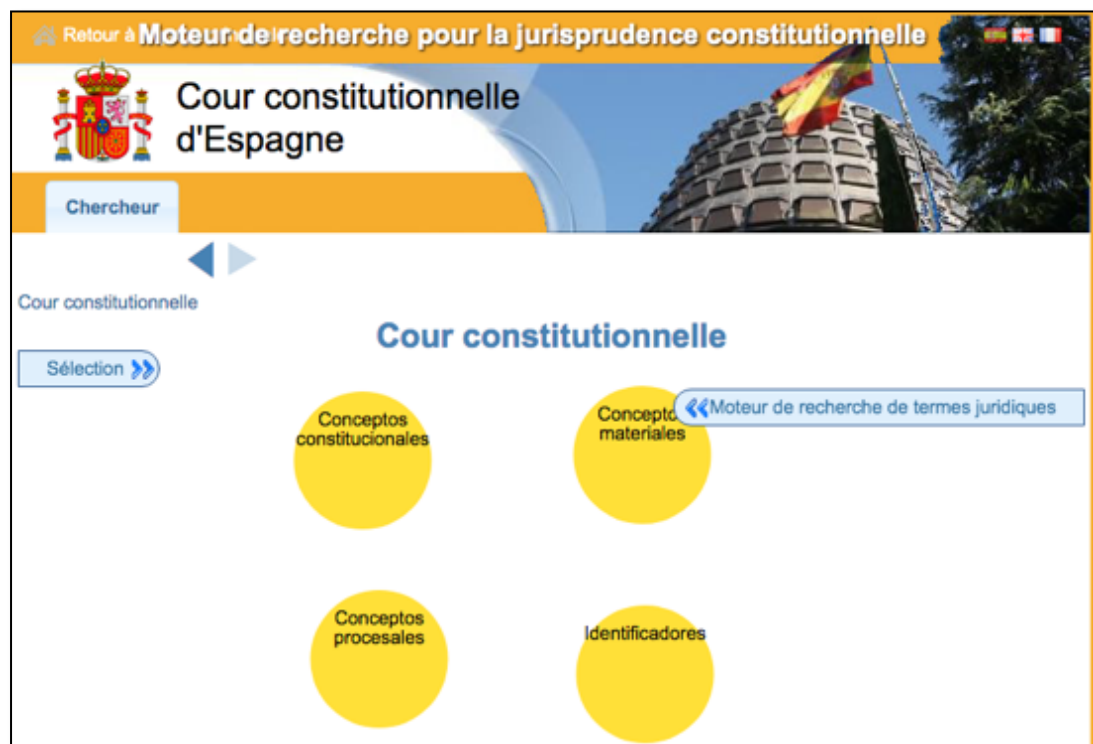 Retour à
Moteur de recherche pour la jurisprudence constitutionnelle
Cour constitutionnelle
d'Espagne
Chercheur
Cour constitutionnelle
Cour constitutionnelle
Sélection
Conceptos
constitucionales
Concepto
materiales
Moteur de recherche de termes juridiques
Conceptos
procesales
Identificadores